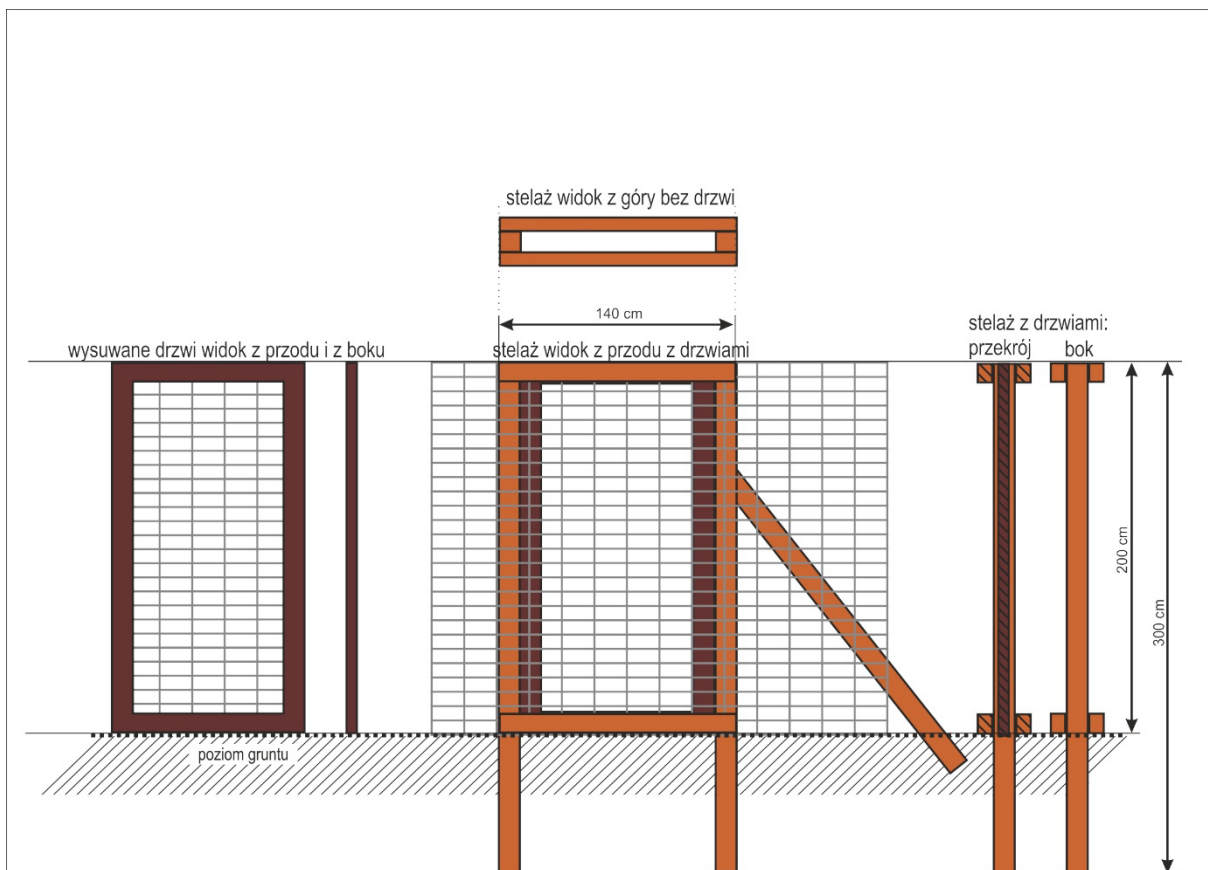 stelaż widok z góry bez drzwi
140 cm
wysuwane drzwi widok z przodu i z boku
stelaż widok z przodu z drzwiami
stelaż z drzwiami:
przekrój
bok
200 cm
300 cm
poziom gruntu